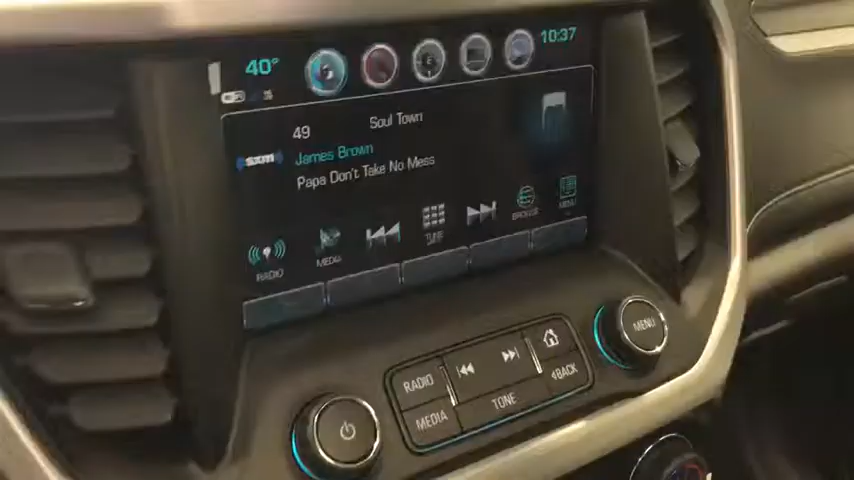 40°
10:37
49
Soul Town
sxm
James Brown
Papa Don't Take No Mess
RADIO
MEDIA
TUNE
BROWSE
MENU
MENU
RADIO
BACK
MEDIA
TONE